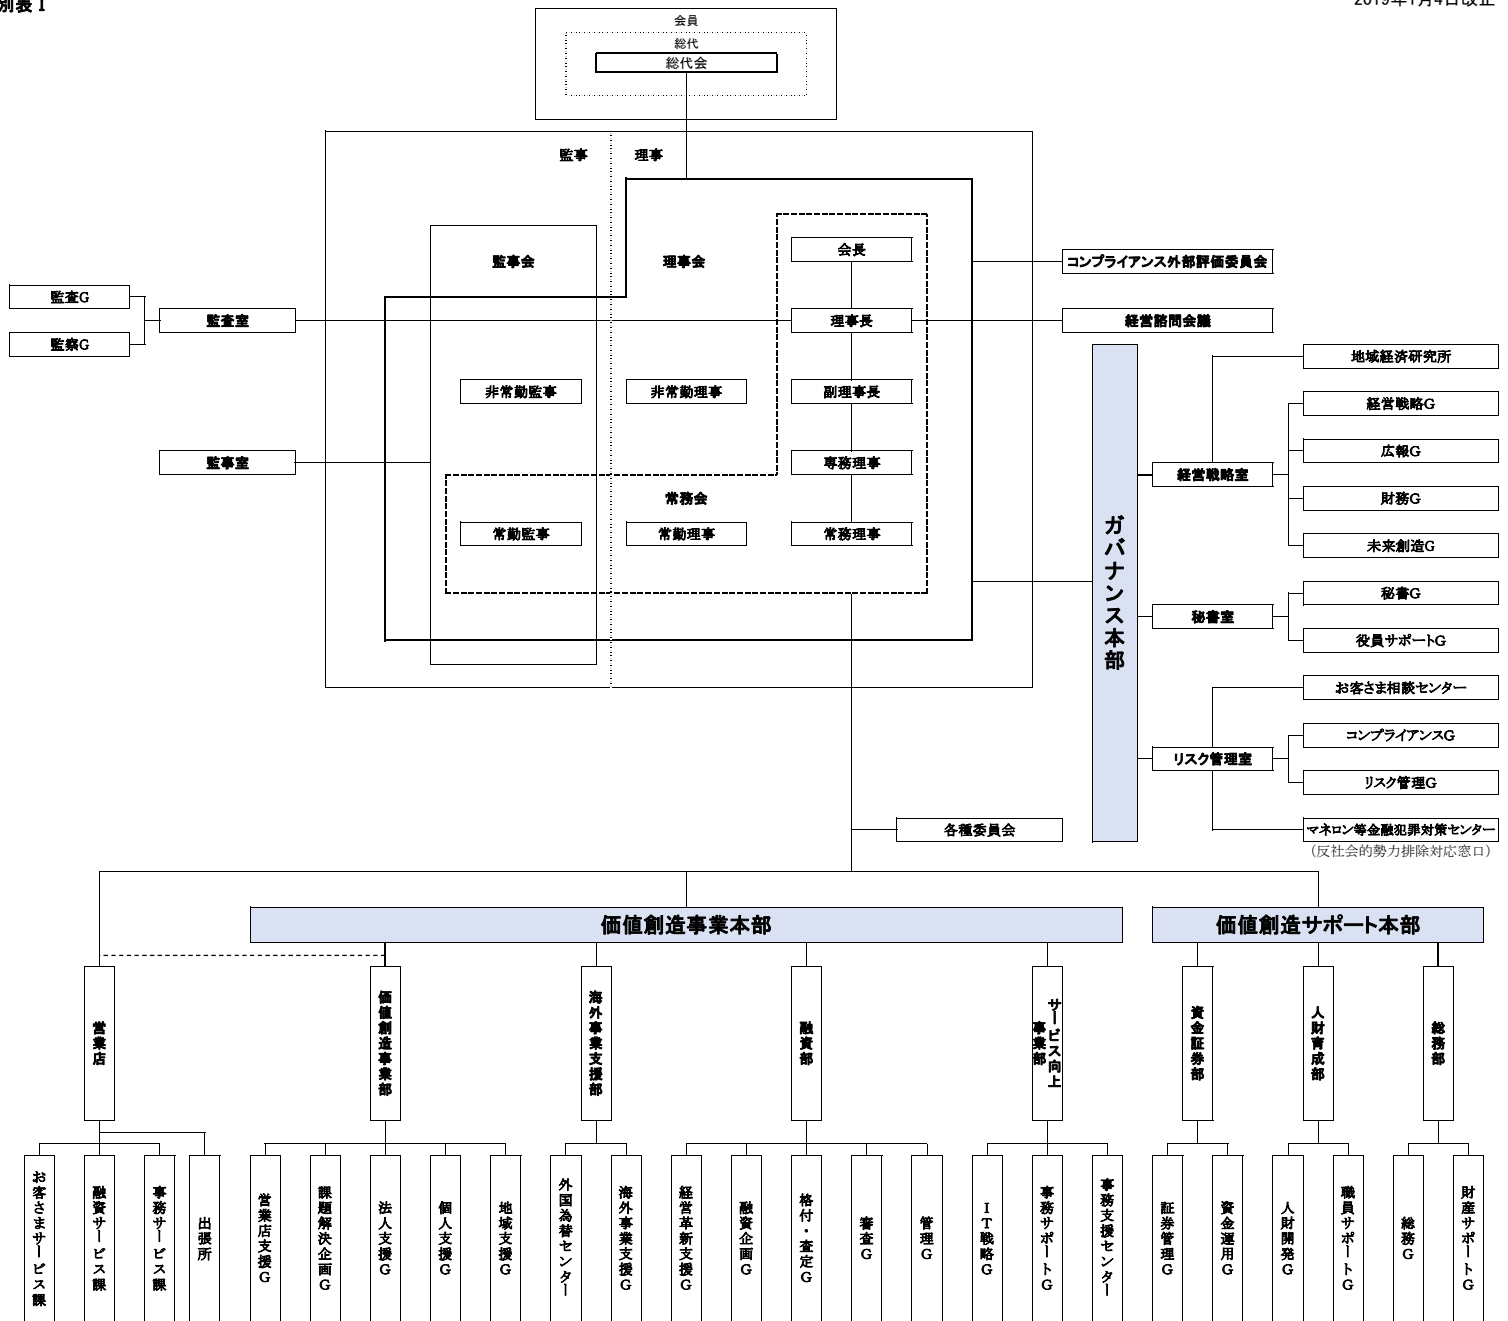 別表Ⅰ
2019年1月4日改正
会員
総代
総代会
監事
理事
監事会
理事会
会長
コンプライアンス外部評価委員会
監査G
監査室
理事長
経営諮問会議
監察G
地域経済研究所
非常勤監事
非常勤理事
副理事長
経営戦略G
広報G
監事室
専務理事
経営戦略室
常務会
財務G
常勤監事
常勤理事
常務理事
未来創造G
ガバナンス本部
秘書G
秘書室
役員サポートG
お客さま相談センター
コンプライアンスG
リスク管理室
リスク管理G
各種委員会
マネロン等金融犯罪対策センター
(反社会的勢力排除対応窓口)
価値創造事業本部
価値創造サポート本部
営業店
価値創造事業部
海外事業支援部
融資部
サービス向上
事業部
資金証券部
人財育成部
総務部
お客さまサービス課
融資サービス課
事務サービス課
出張所
営業店支援G
課題解決企画G
法人支援G
個人支援G
地域支援G
外国為替センター
海外事業支援G
経営革新支援G
融資企画G
格付・査定G
審査G
管理G
IT戦略G
事務サポートG
事務支援センター
証券管理G
資金運用G
人財開発G
職員サポートG
総務G
財産サポートG